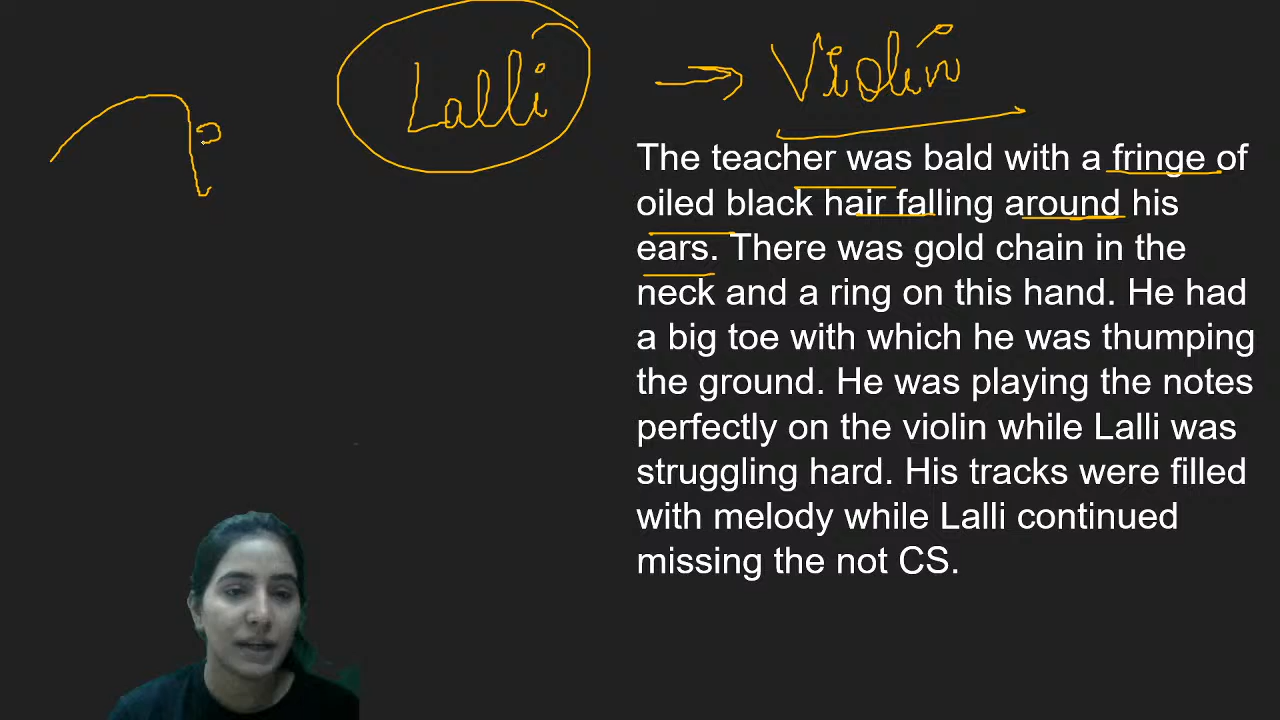 Lalli → Violin
The teacher was bald with a fringe of
oiled black hair falling around his
ears. There was gold chain in the
neck and a ring on this hand. He had
a big toe with which he was thumping
the ground. He was playing the notes
perfectly on the violin while Lalli was
struggling hard. His tracks were filled
with melody while Lalli continued
missing the not CS.